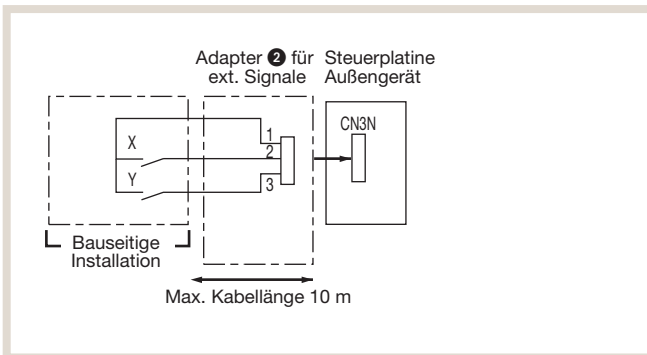 Adapter ❷ für ext. Signale
Steuerplatine Außengerät
CN3N
X
Y
1
2
3
Bauseitige Installation
Max. Kabellänge 10 m